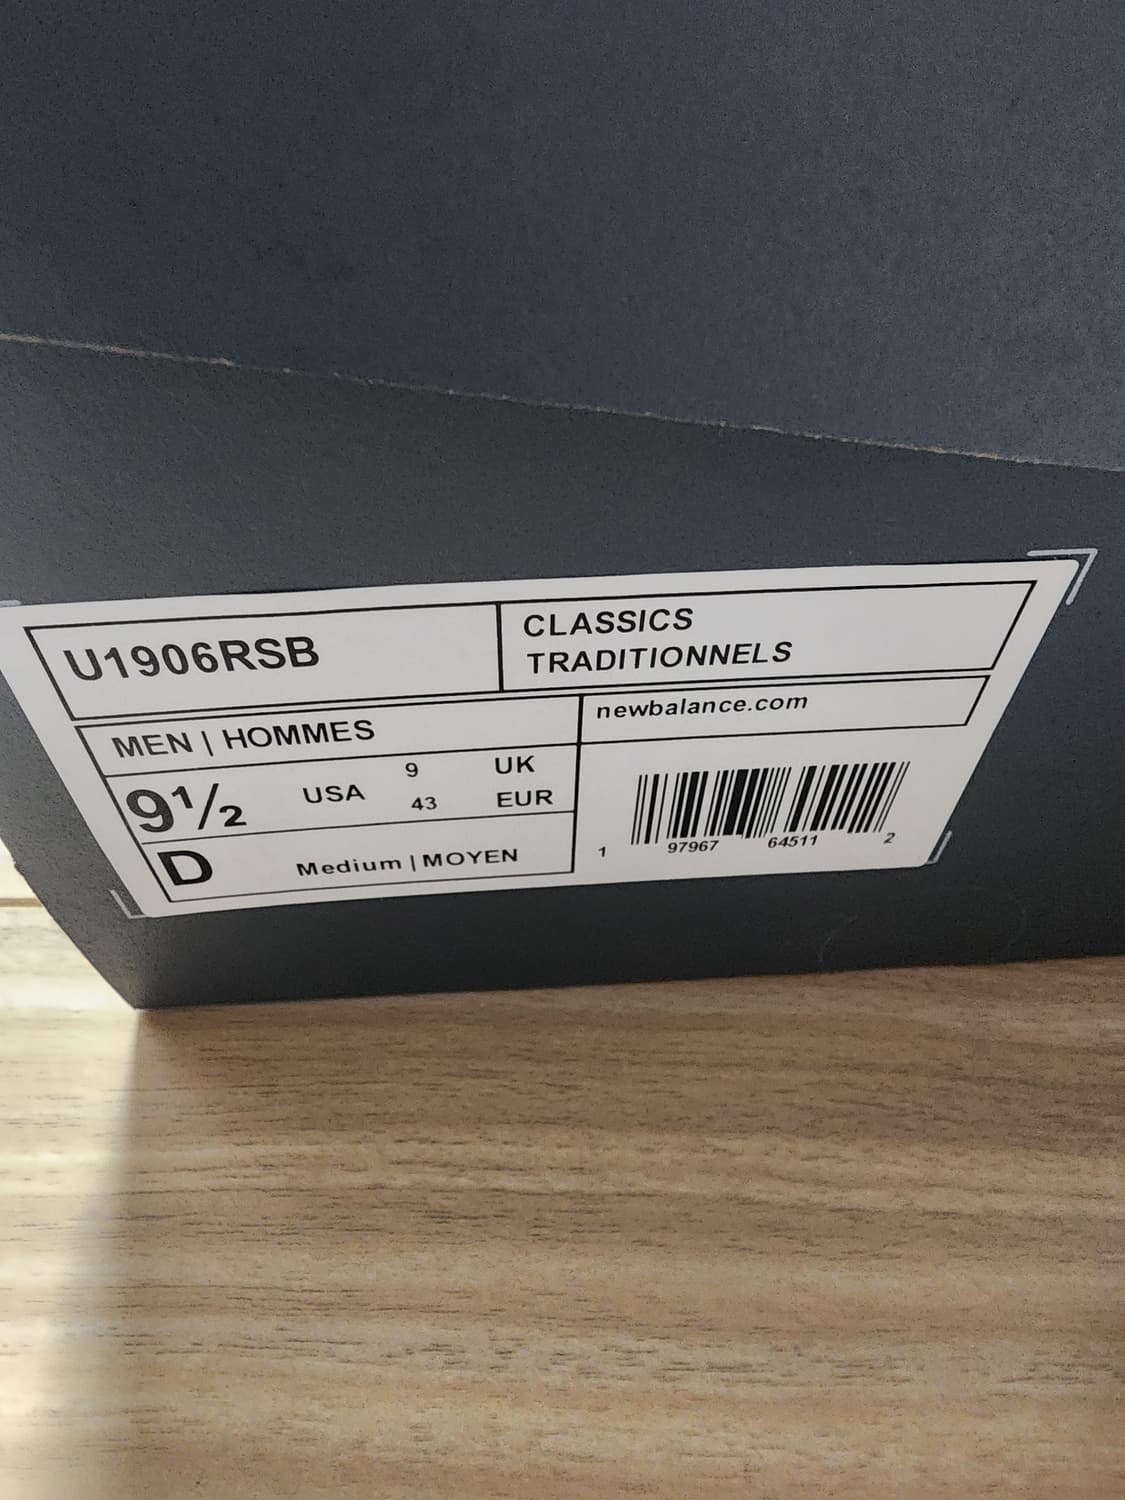 U1906RSB
CLASSICS
TRADITIONNELS
MEN | HOMMES
newbalance.com
9½ USA 9 UK
43 EUR
D Medium | MOYEN
1 97967 64511 2